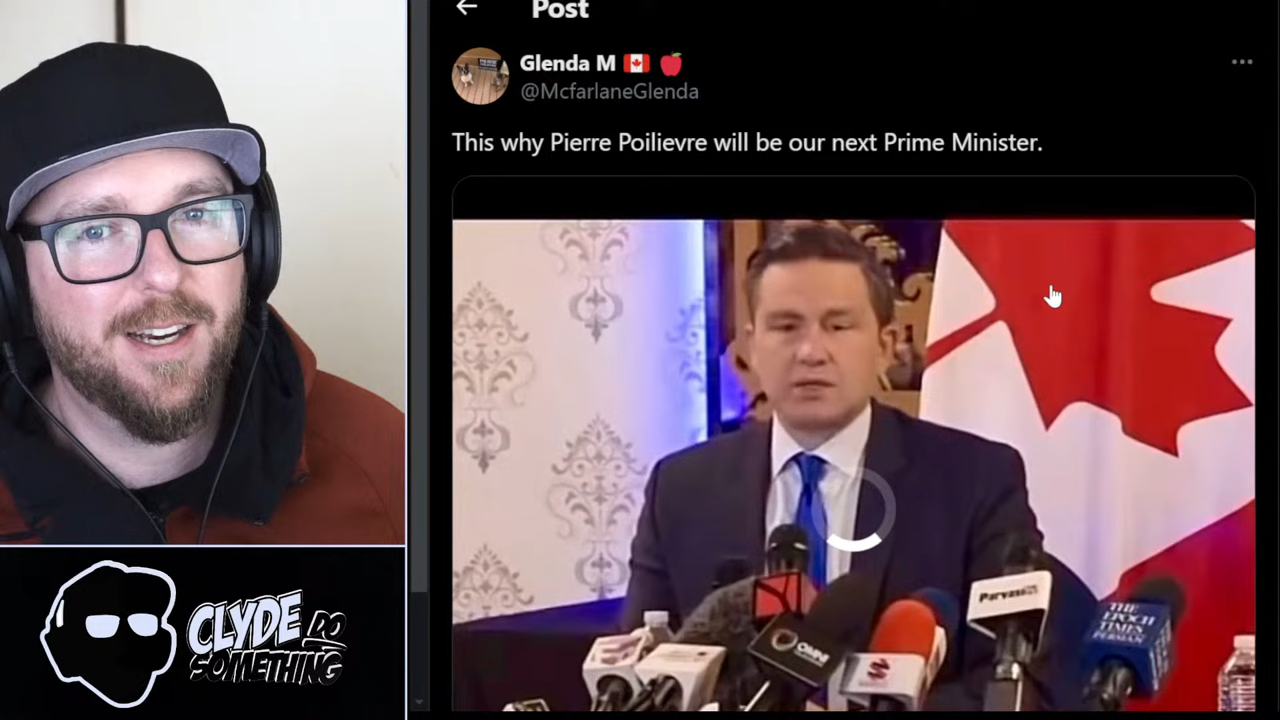 Post
Glenda M
@McfarlaneGlenda
This why Pierre Poilievre will be our next Prime Minister.
CLYDE DO
SOMETHING
OMNI
Parvasi
THE
EPOCH
TIMES